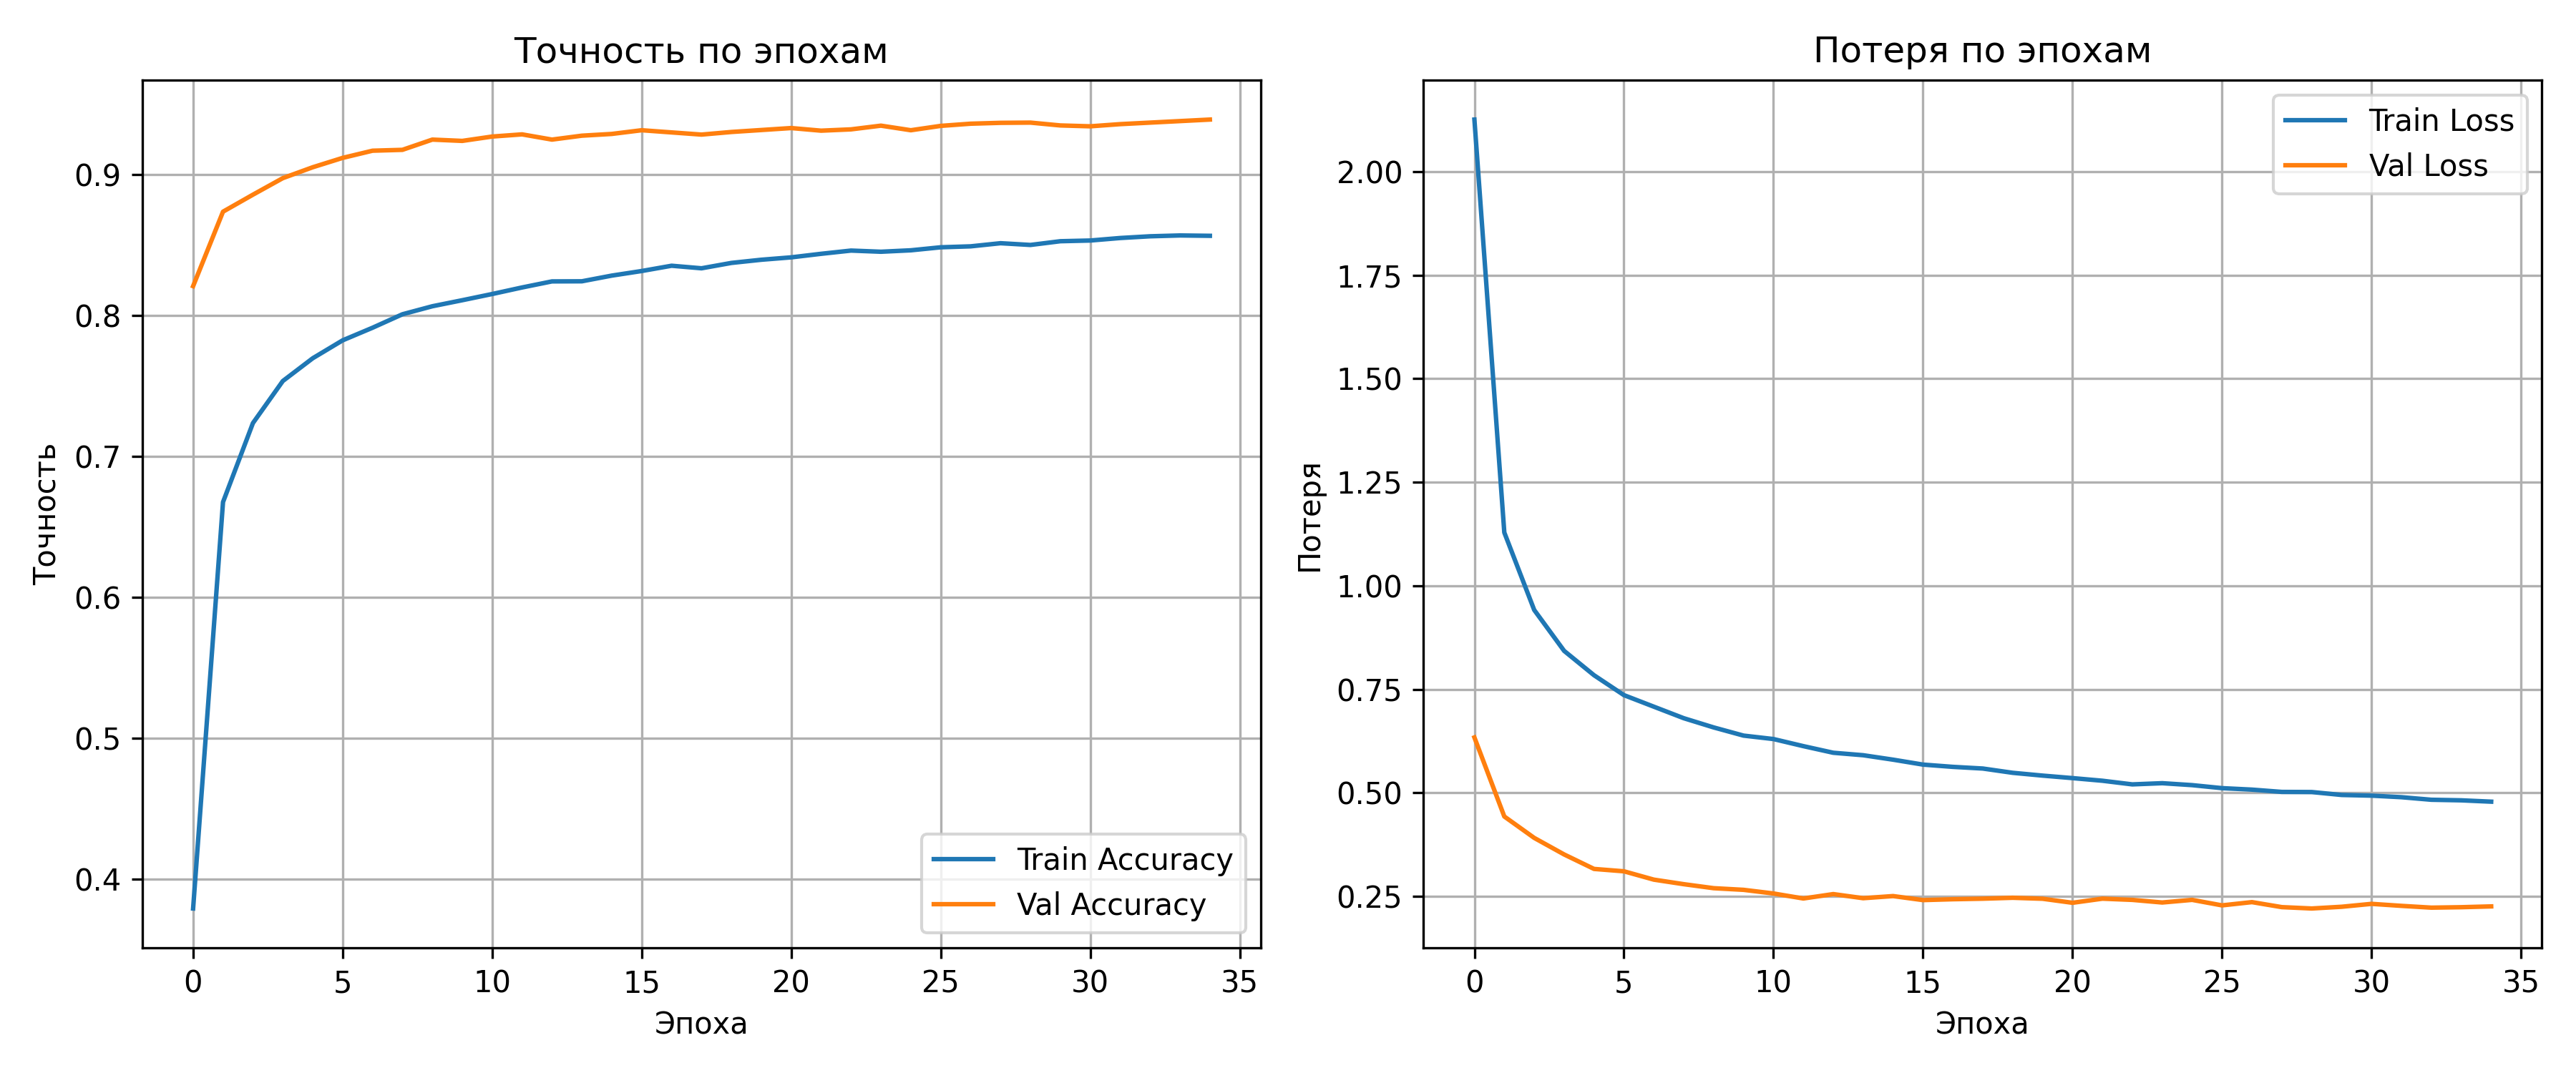 Точность по эпохам
Точность
0.9
0.8
0.7
0.6
0.5
0.4
0 5 10 15 20 25 30 35
Эпоха
Train Accuracy
Val Accuracy
Потеря по эпохам
Потеря
2.00
1.75
1.50
1.25
1.00
0.75
0.50
0.25
0 5 10 15 20 25 30 35
Эпоха
Train Loss
Val Loss